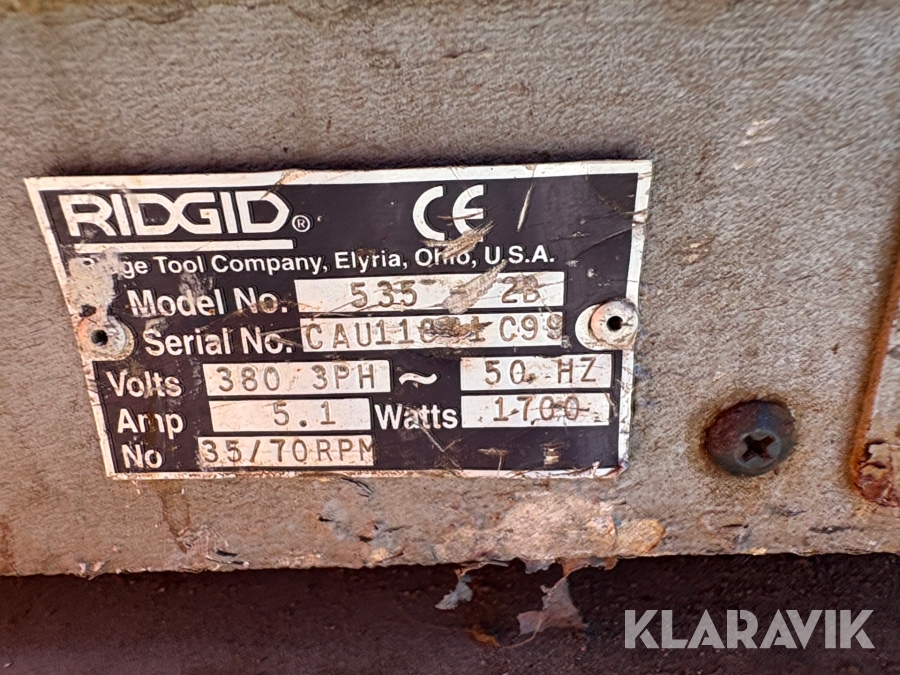 RIDGID®
CE
Ridge Tool Company, Elyria, Ohio, U.S.A.
Model No. 535 - 2B
Serial No.
Volts 380 3PH ~ 50 HZ
Amp 5.1 Watts 1700
No 35/70RPM
KLARAVIK